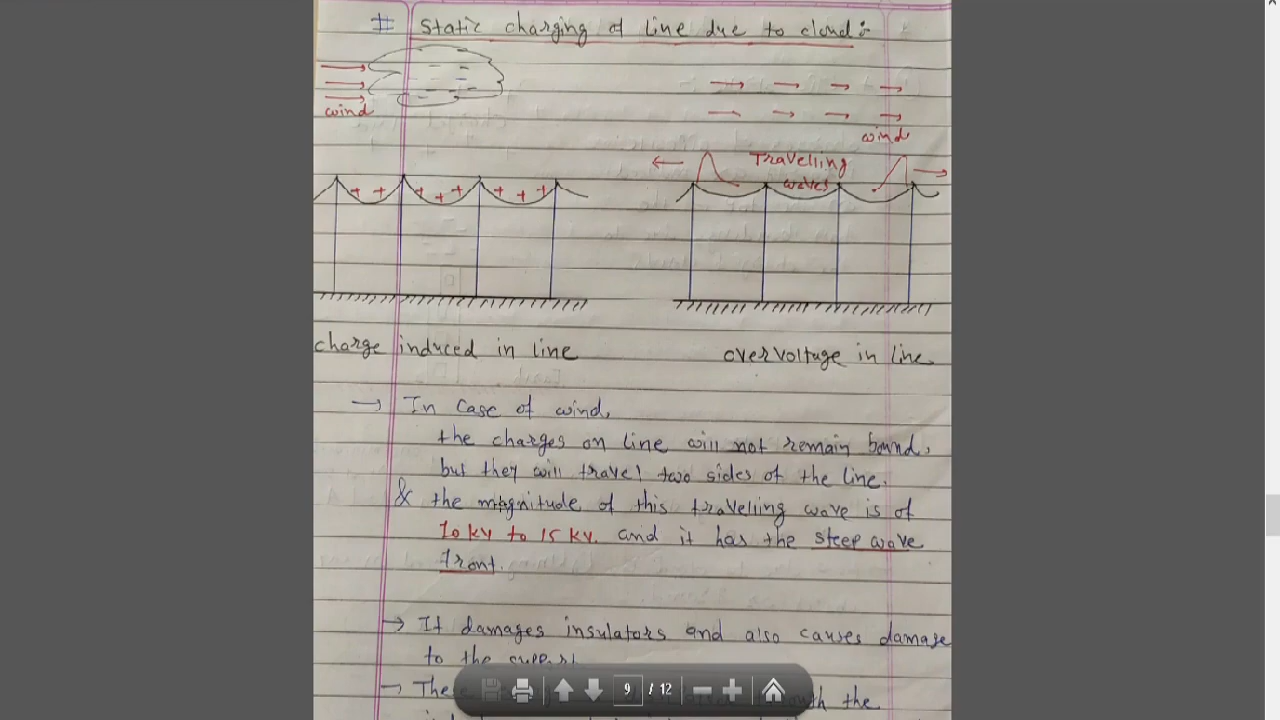 # Static charging of line due to cloud :-
wind
wind
Travelling
waves
+ + + + + + + +
charge induced in line
overvoltage in line.
→ In case of wind,
the charges on line will not remain bound,
but they will travel two sides of the line.
& the magnitude of this travelling wave is of
10 kV to 15 kV. and it has the steep wave
front.
→ It damages insulators and also causes damage
to the
→ the
9 / 12